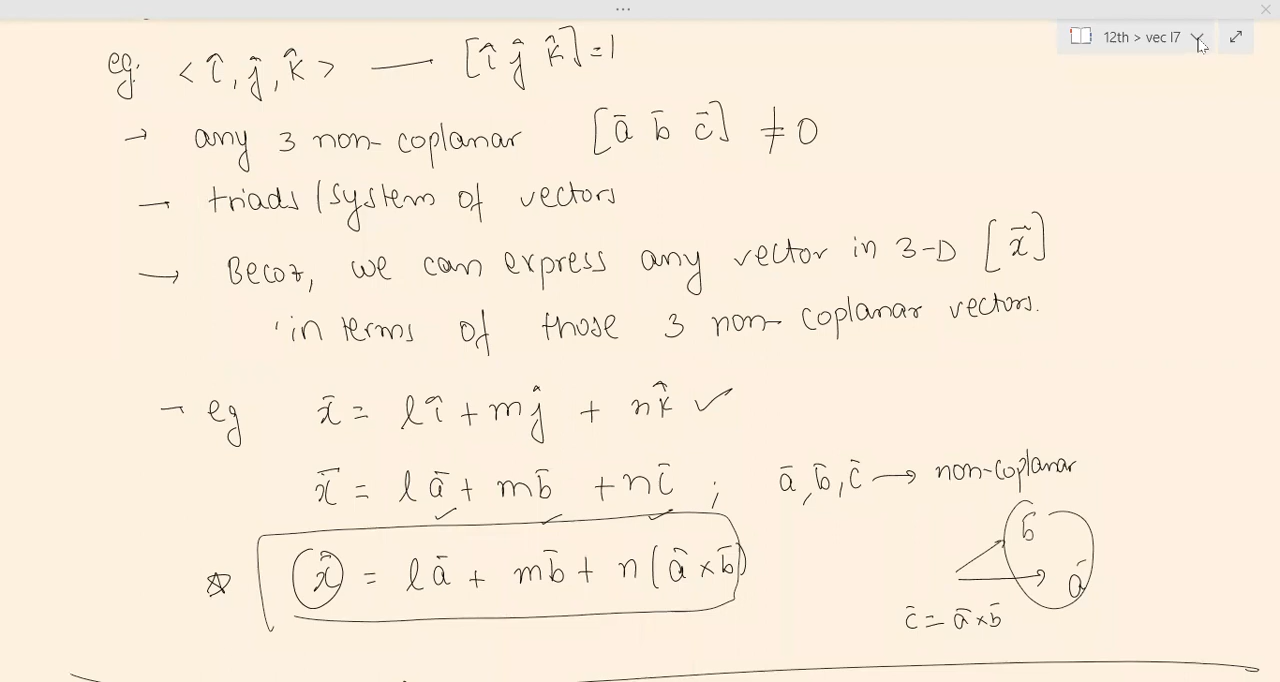 12th > vec 17
eg. < î, ĵ, k̂ > — [î ĵ k̂] = 1
→ any 3 non-coplanar [ā b̄ c̄] ≠ 0
→ triads / system of vectors
→ Becoz, we can express any vector in 3-D [x̄]
in terms of those 3 non-coplanar vectors.
→ eg x̄ = lî + mĵ + nk̂ ✓
x̄ = lā + mb̄ + nc̄ ; ā, b̄, c̄ → non-coplanar
☆ x̄ = lā + mb̄ + n(ā × b̄)
b̄
ā
c̄ = ā × b̄